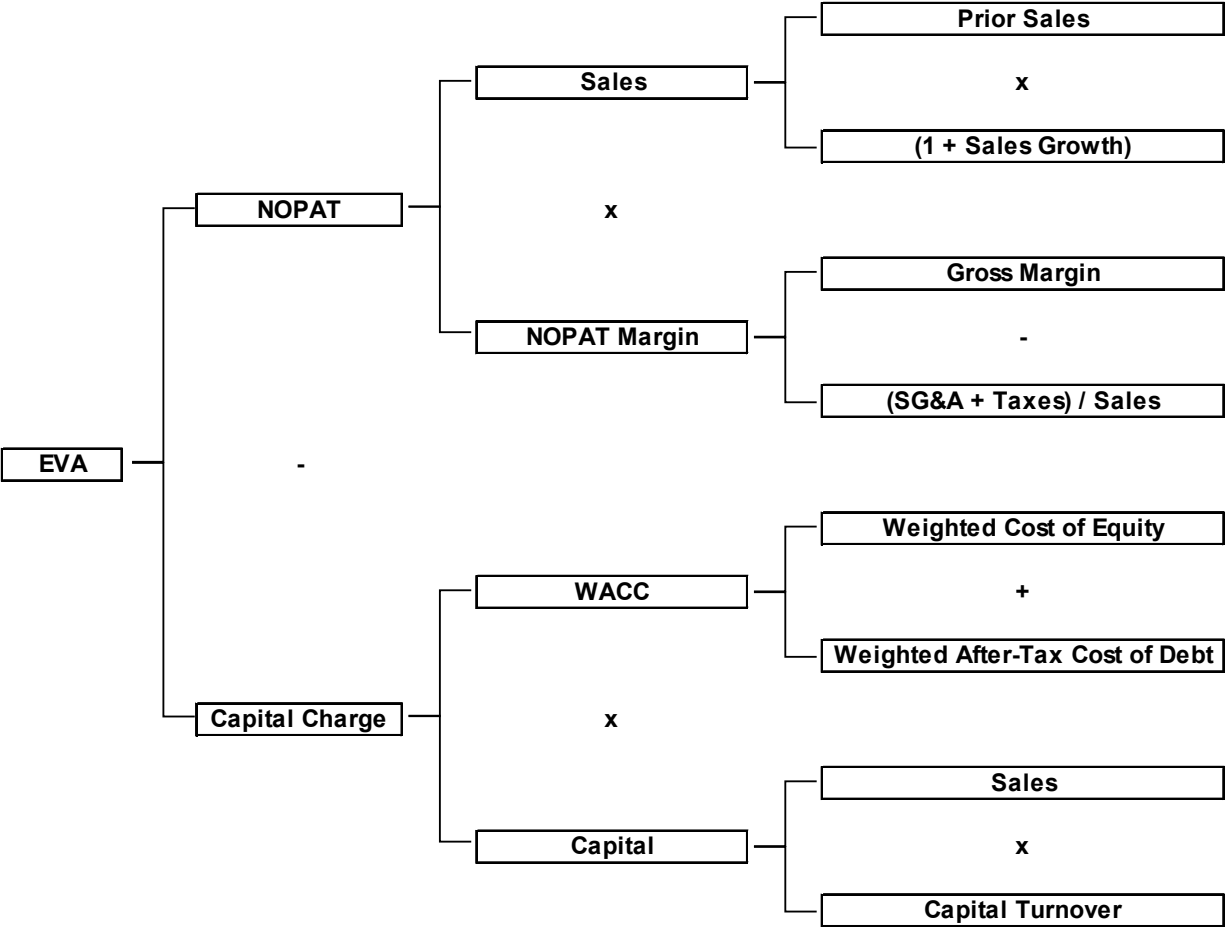 Prior Sales
Sales
x
(1 + Sales Growth)
NOPAT
x
Gross Margin
NOPAT Margin
-
(SG&A + Taxes) / Sales
EVA
-
Weighted Cost of Equity
WACC
+
Weighted After-Tax Cost of Debt
Capital Charge
x
Sales
Capital
x
Capital Turnover